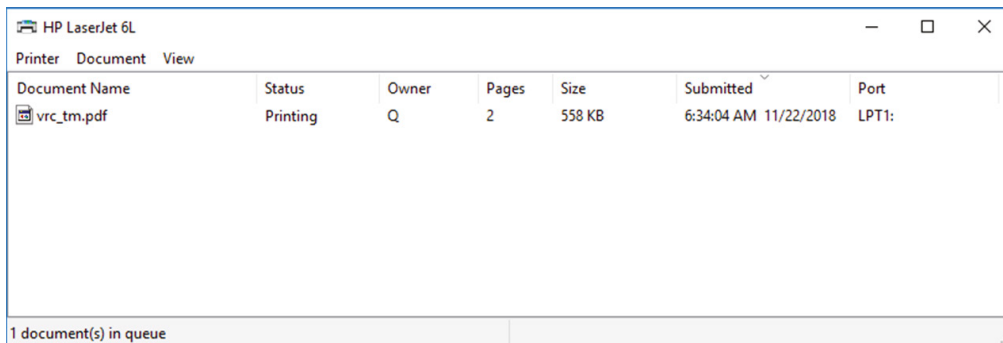 HP LaserJet 6L
Printer Document View
Document Name Status Owner Pages Size Submitted Port
vrc_tm.pdf Printing Q 2 558 KB 6:34:04 AM 11/22/2018 LPT1:
1 document(s) in queue